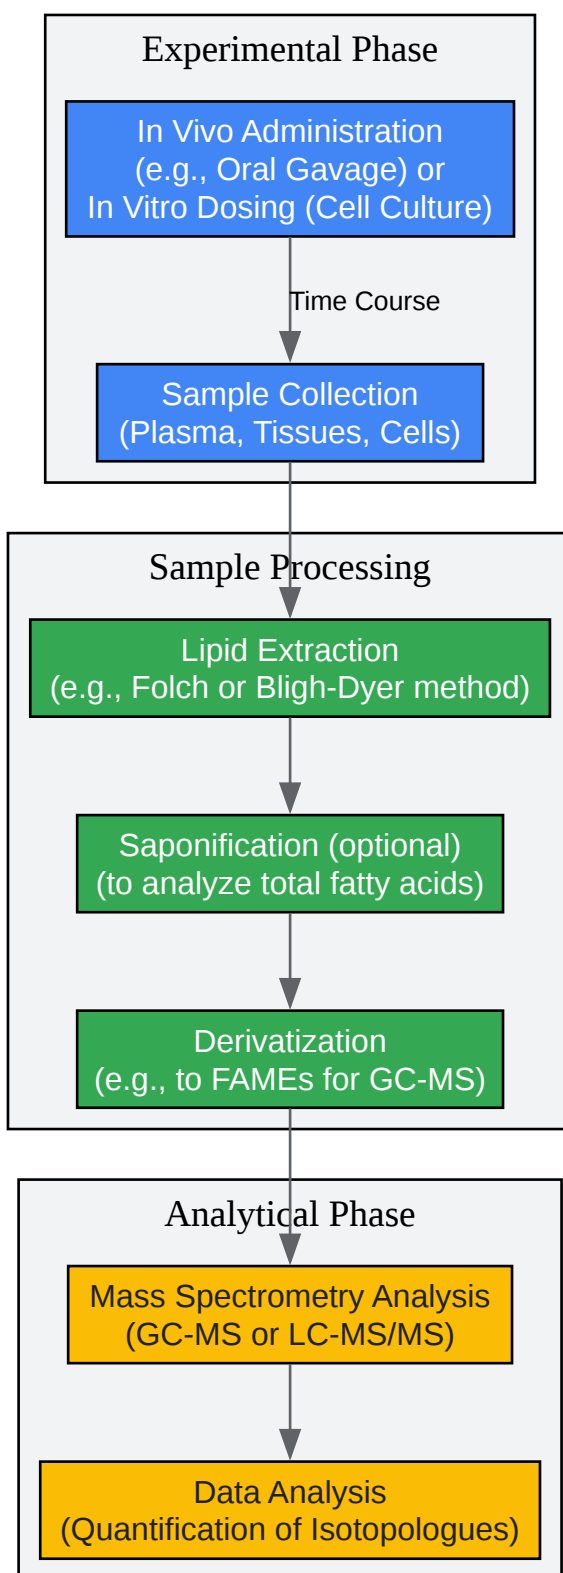 Experimental Phase
In Vivo Administration
(e.g., Oral Gavage) or
In Vitro Dosing (Cell Culture)
Time Course
Sample Collection
(Plasma, Tissues, Cells)
Sample Processing
Lipid Extraction
(e.g., Folch or Bligh-Dyer method)
Saponification (optional)
(to analyze total fatty acids)
Derivatization
(e.g., to FAMEs for GC-MS)
Analytical Phase
Mass Spectrometry Analysis
(GC-MS or LC-MS/MS)
Data Analysis
(Quantification of Isotopologues)